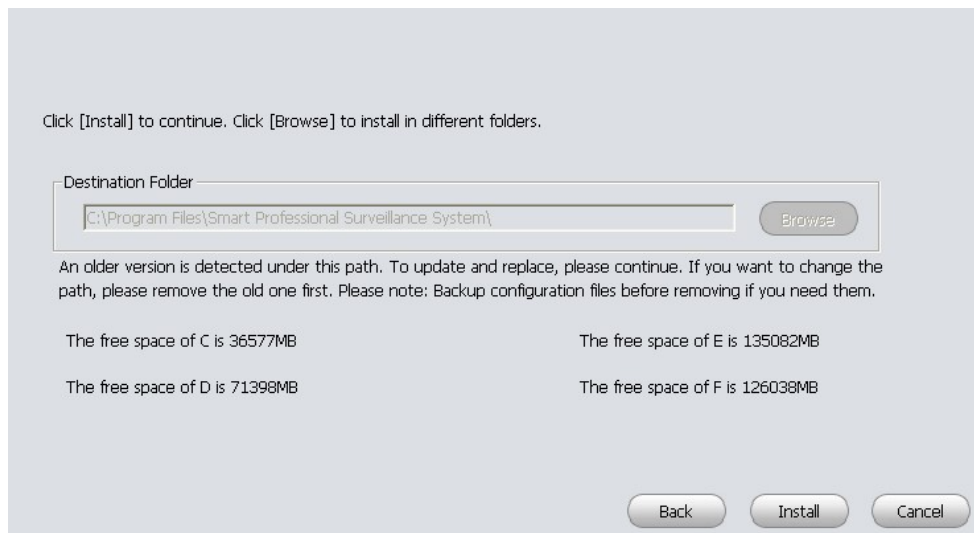 Click [Install] to continue. Click [Browse] to install in different folders.
Destination Folder
C:\Program Files\Smart Professional Surveillance System\
Browse
An older version is detected under this path. To update and replace, please continue. If you want to change the
path, please remove the old one first. Please note: Backup configuration files before removing if you need them.
The free space of C is 36577MB
The free space of E is 135082MB
The free space of D is 71398MB
The free space of F is 126038MB
Back
Install
Cancel